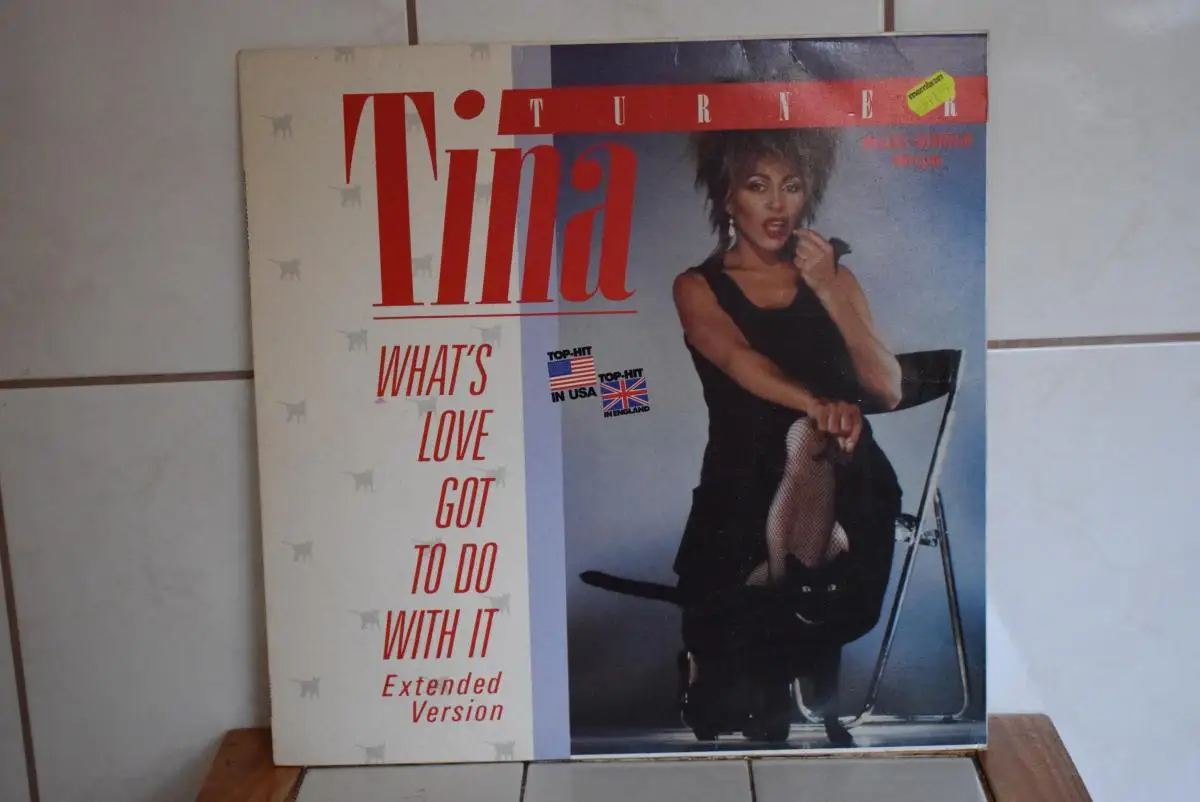 TURNER
Tina
WHAT'S
LOVE
GOT
TO DO
WITH IT
Extended
Version
TOP-HIT
IN USA
TOP-HIT
IN ENGLAND